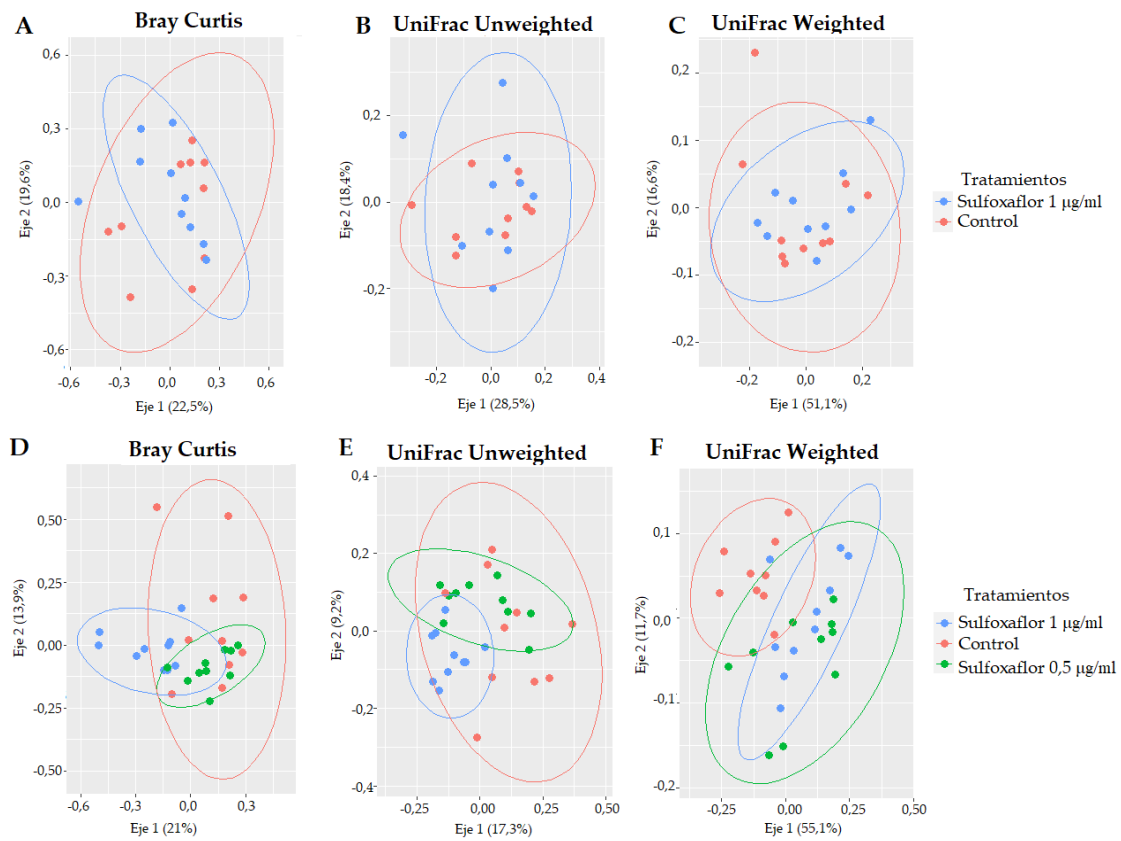 A
Bray Curtis
0,6
0,3
0,0
-0,3
-0,6
Eje 2 (19,6%)
-0,6
-0,3
0,0
0,3
0,6
Eje 1 (22,5%)
B
UniFrac Unweighted
0,2
0,0
-0,2
Eje 2 (18,4%)
-0,2
0,0
0,2
0,4
Eje 1 (28,5%)
C
UniFrac Weighted
0,2
0,1
0,0
-0,1
-0,2
Eje 2 (16,6%)
-0,2
0,0
0,2
Eje 1 (51,1%)
Tratamientos
Sulfoxaflor 1 µg/ml
Control
D
Bray Curtis
0,50
0,25
0,00
-0,25
-0,50
Eje 2 (13,9%)
-0,6
-0,3
0,0
0,3
Eje 1 (21%)
E
UniFrac Unweighted
0,4
0,2
0,0
-0,2
-0,4
Eje 2 (9,2%)
-0,25
0,00
0,25
0,50
Eje 1 (17,3%)
F
UniFrac Weighted
0,1
0,0
-0,1
-0,2
Eje 2 (11,7%)
-0,25
0,00
0,25
0,50
Eje 1 (55,1%)
Tratamientos
Sulfoxaflor 1 µg/ml
Control
Sulfoxaflor 0,5 µg/ml